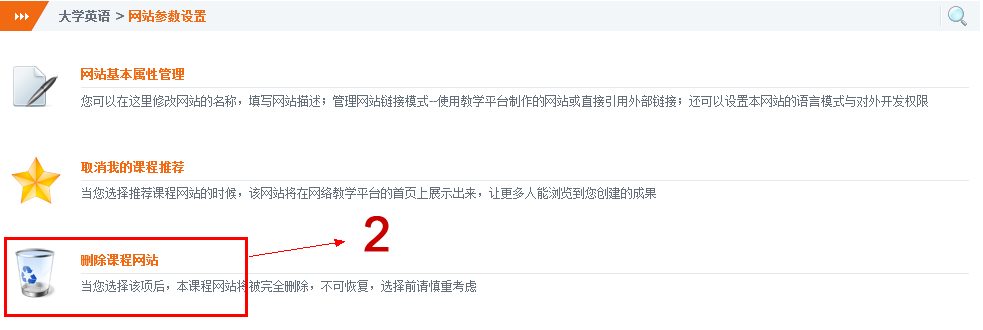 大学英语 > 网站参数设置
网站基本属性管理
您可以在这里修改网站的名称，填写网站描述；管理网站链接模式--使用教学平台制作的网站或直接引用外部链接；还可以设置本网站的语言模式与对外开发权限
取消我的课程推荐
当您选择推荐课程网站的时候，该网站将在网络教学平台的首页上展示出来，让更多人能浏览到您创建的成果
2
删除课程网站
当您选择该项后，本课程网站将被完全删除，不可恢复，选择前请慎重考虑